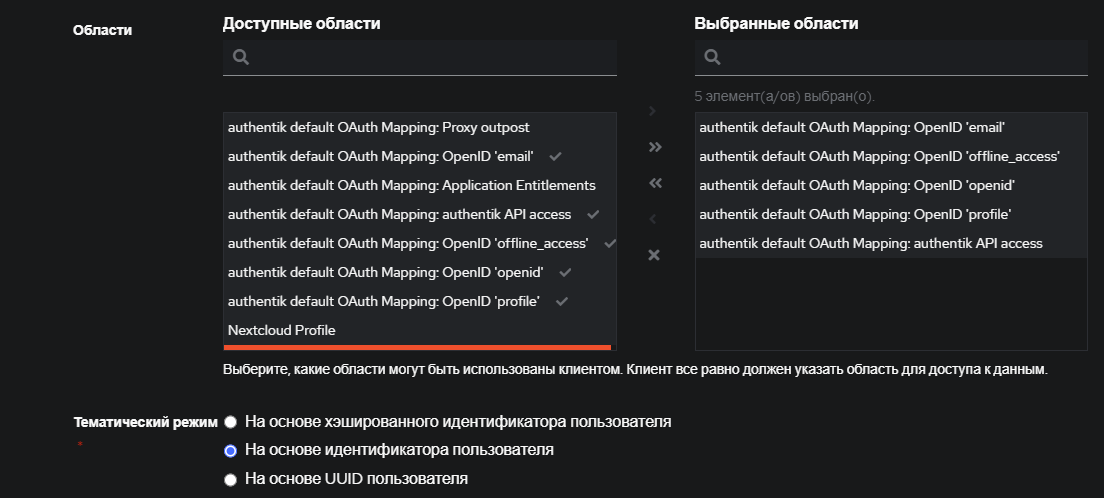 Области
Доступные области
Выбранные области
5 элемент(а/ов) выбран(о).
authentik default OAuth Mapping: Proxy outpost
authentik default OAuth Mapping: OpenID 'email'
authentik default OAuth Mapping: Application Entitlements
authentik default OAuth Mapping: authentik API access
authentik default OAuth Mapping: OpenID 'offline_access'
authentik default OAuth Mapping: OpenID 'openid'
authentik default OAuth Mapping: OpenID 'profile'
Nextcloud Profile
authentik default OAuth Mapping: OpenID 'email'
authentik default OAuth Mapping: OpenID 'offline_access'
authentik default OAuth Mapping: OpenID 'openid'
authentik default OAuth Mapping: OpenID 'profile'
authentik default OAuth Mapping: authentik API access
Выберите, какие области могут быть использованы клиентом. Клиент все равно должен указать область для доступа к данным.
Тематический режим *
На основе хэшированного идентификатора пользователя
На основе идентификатора пользователя
На основе UUID пользователя